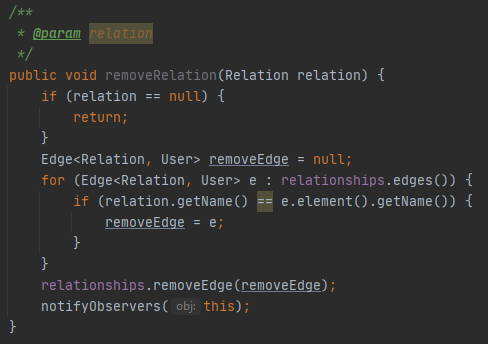 /**
 * @param relation
 */
public void removeRelation(Relation relation) {
    if (relation == null) {
        return;
    }
    Edge<Relation, User> removeEdge = null;
    for (Edge<Relation, User> e : relationships.edges()) {
        if (relation.getName() == e.element().getName()) {
            removeEdge = e;
        }
    }
    relationships.removeEdge(removeEdge);
    notifyObservers( obj: this);
}